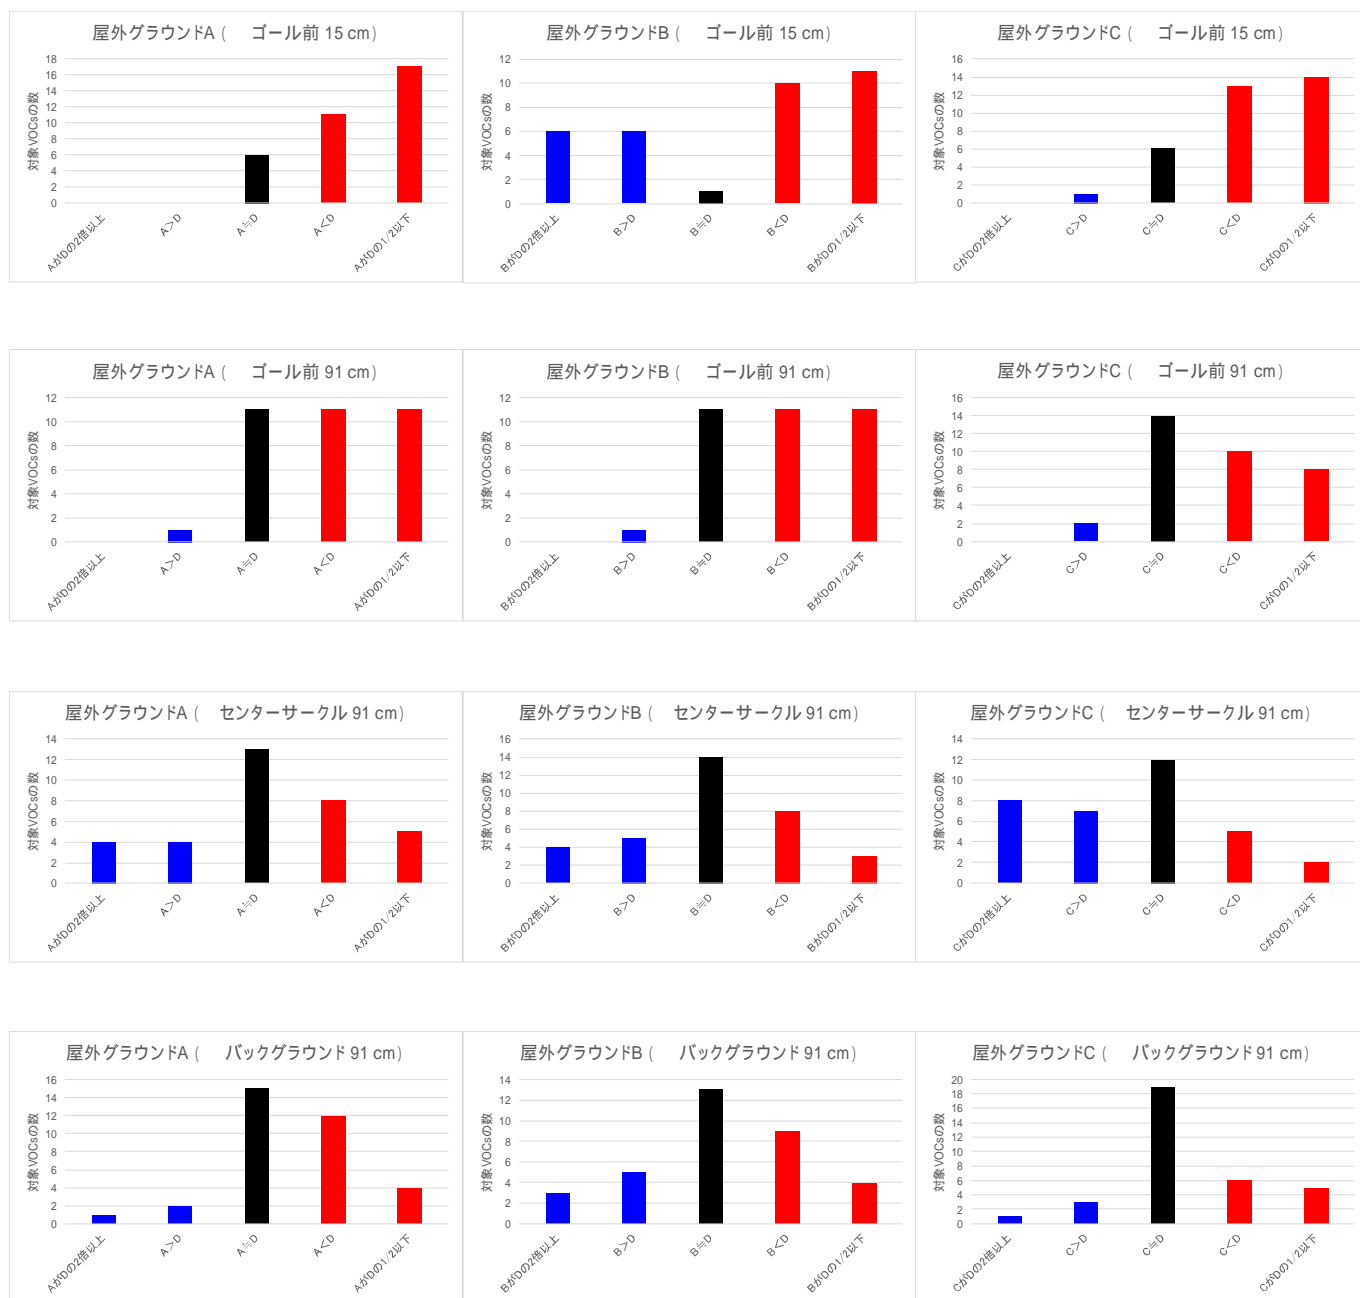 屋外グラウンドA ( ゴール前 15 cm)
対象VOCsの数
18
16
14
12
10
8
6
4
2
0
AがDの2倍以上
A＞D
A≒D
A＜D
AがDの1/2以下
屋外グラウンドB ( ゴール前 15 cm)
対象VOCsの数
12
10
8
6
4
2
0
BがDの2倍以上
B＞D
B≒D
B＜D
BがDの1/2以下
屋外グラウンドC ( ゴール前 15 cm)
対象VOCsの数
16
14
12
10
8
6
4
2
0
CがDの2倍以上
C＞D
C≒D
C＜D
CがDの1/2以下
屋外グラウンドA ( ゴール前 91 cm)
対象VOCsの数
12
10
8
6
4
2
0
AがDの2倍以上
A＞D
A≒D
A＜D
AがDの1/2以下
屋外グラウンドB ( ゴール前 91 cm)
対象VOCsの数
12
10
8
6
4
2
0
BがDの2倍以上
B＞D
B≒D
B＜D
BがDの1/2以下
屋外グラウンドC ( ゴール前 91 cm)
対象VOCsの数
16
14
12
10
8
6
4
2
0
CがDの2倍以上
C＞D
C≒D
C＜D
CがDの1/2以下
屋外グラウンドA ( センターサークル 91 cm)
対象VOCsの数
14
12
10
8
6
4
2
0
AがDの2倍以上
A＞D
A≒D
A＜D
AがDの1/2以下
屋外グラウンドB ( センターサークル 91 cm)
対象VOCsの数
16
14
12
10
8
6
4
2
0
BがDの2倍以上
B＞D
B≒D
B＜D
BがDの1/2以下
屋外グラウンドC ( センターサークル 91 cm)
対象VOCsの数
14
12
10
8
6
4
2
0
CがDの2倍以上
C＞D
C≒D
C＜D
CがDの1/2以下
屋外グラウンドA ( バックグラウンド 91 cm)
対象VOCsの数
16
14
12
10
8
6
4
2
0
AがDの2倍以上
A＞D
A≒D
A＜D
AがDの1/2以下
屋外グラウンドB ( バックグラウンド 91 cm)
対象VOCsの数
14
12
10
8
6
4
2
0
BがDの2倍以上
B＞D
B≒D
B＜D
BがDの1/2以下
屋外グラウンドC ( バックグラウンド 91 cm)
対象VOCsの数
20
18
16
14
12
10
8
6
4
2
0
CがDの2倍以上
C＞D
C≒D
C＜D
CがDの1/2以下